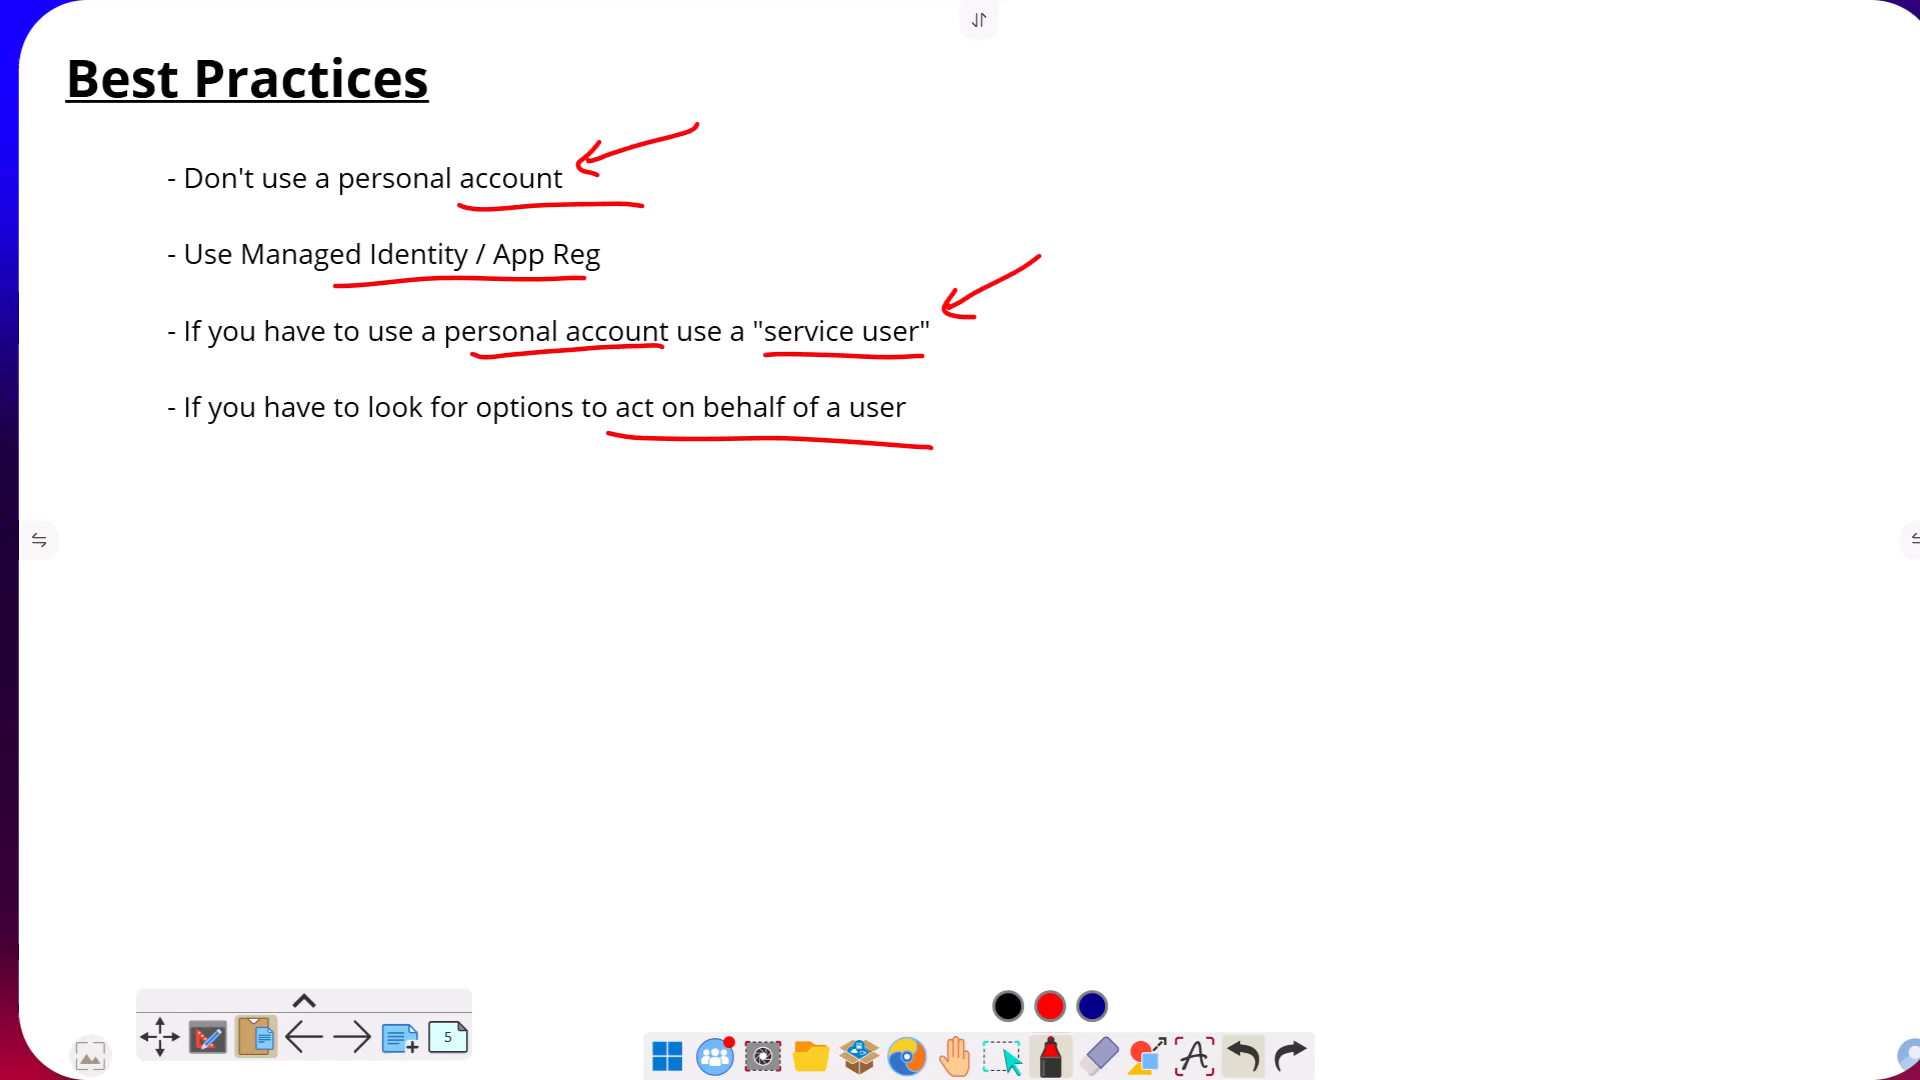 Best Practices
- Don't use a personal account
- Use Managed Identity / App Reg
- If you have to use a personal account use a "service user"
- If you have to look for options to act on behalf of a user
5